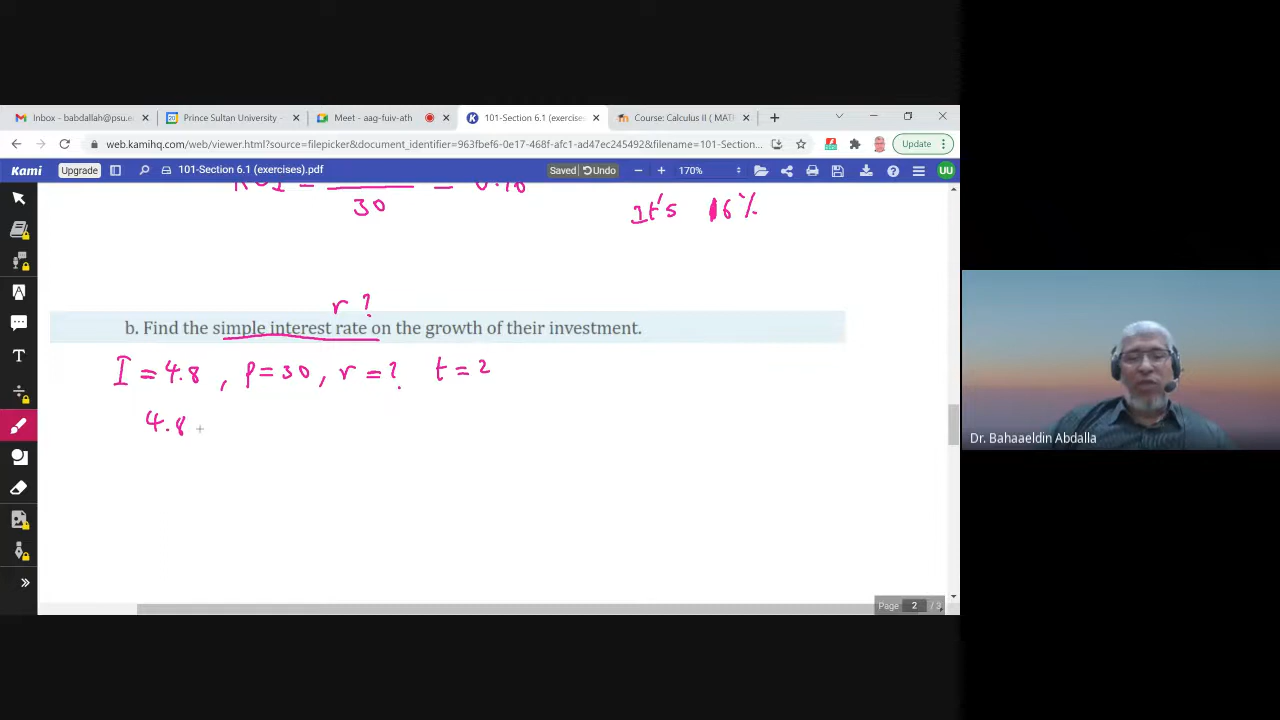 Inbox - babdallah@psu.e
Prince Sultan University -
Meet - aag-fuiv-ath
101-Section 6.1 (exercises).
Course: Calculus II ( MATH
web.kamihq.com/web/viewer.html?source=filepicker&document_identifier=963fbef6-0e17-468f-afc1-ad47ec245492&filename=101-Section...
Update
Kami
Upgrade
101-Section 6.1 (exercises).pdf
Saved Undo
170%
UU
30
It's 16%
r ?
b. Find the simple interest rate on the growth of their investment.
I = 4.8 , P = 30 , r = ? t = 2
4.8
Dr. Bahaaeldin Abdalla
Page 2 / 3